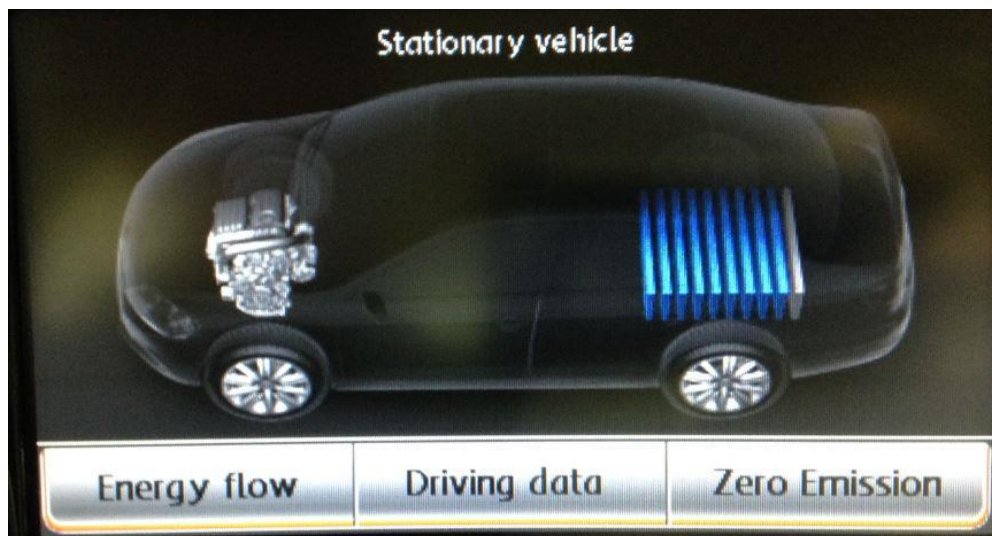 Stationary vehicle
Energy flow
Driving data
Zero Emission